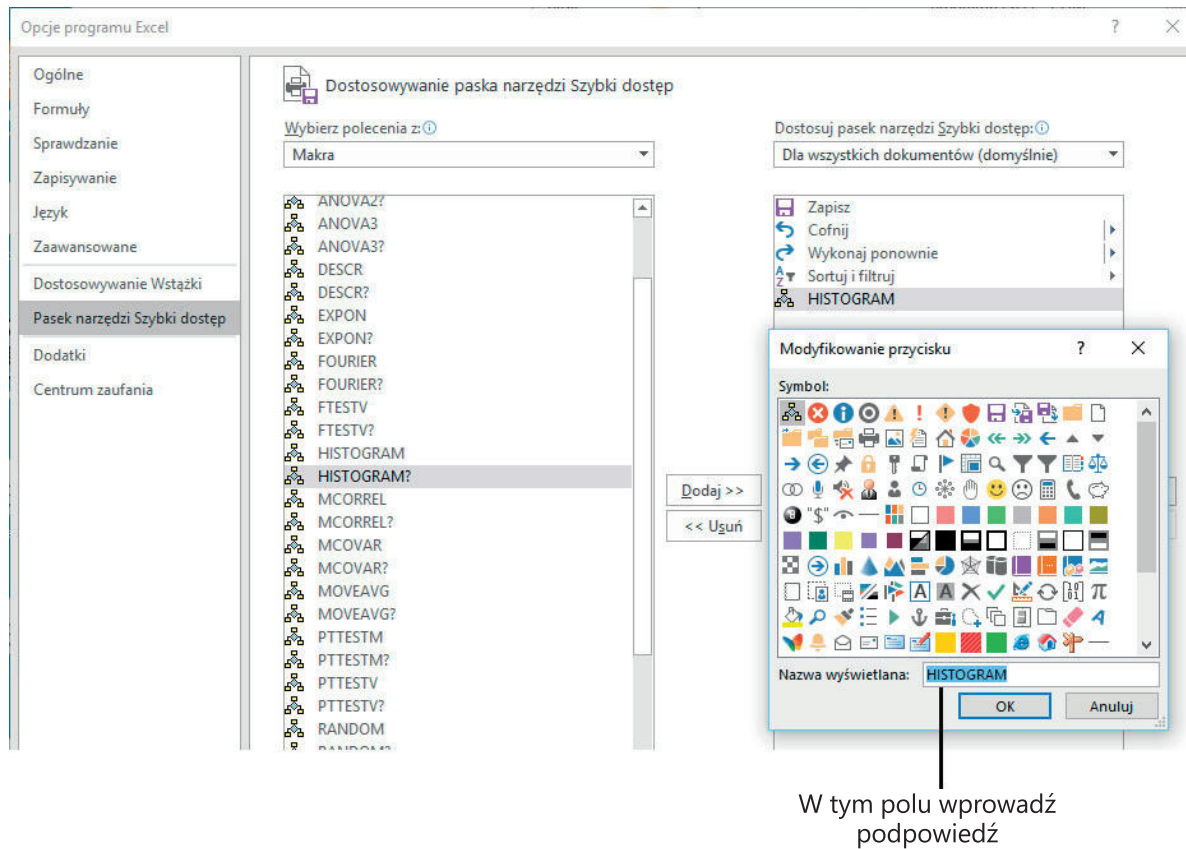 Opcje programu Excel
?
Ogólne
Formuły
Sprawdzanie
Zapisywanie
Język
Zaawansowane
Dostosowywanie Wstążki
Pasek narzędzi Szybki dostęp
Dodatki
Centrum zaufania
Dostosowywanie paska narzędzi Szybki dostęp
Wybierz polecenia z:
Makra
ANOVA2?
ANOVA3
ANOVA3?
DESCR
DESCR?
EXPON
EXPON?
FOURIER
FOURIER?
FTESTV
FTESTV?
HISTOGRAM
HISTOGRAM?
MCORREL
MCORREL?
MCOVAR
MCOVAR?
MOVEAVG
MOVEAVG?
PTTESTM
PTTESTM?
PTTESTV
PTTESTV?
RANDOM
RANDOM?
Dodaj >>
<< Usuń
Dostosuj pasek narzędzi Szybki dostęp:
Dla wszystkich dokumentów (domyślnie)
Zapisz
Cofnij
Wykonaj ponownie
Sortuj i filtruj
HISTOGRAM
Modyfikowanie przycisku
?
Symbol:
Nazwa wyświetlana: HISTOGRAM
OK Anuluj
W tym polu wprowadź
podpowiedź